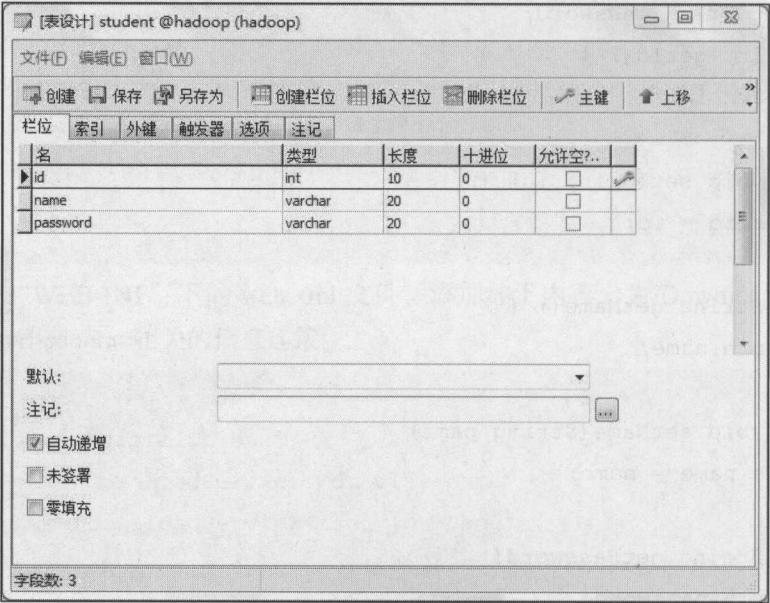 [表设计] student @hadoop (hadoop)
文件(F) 编辑(E) 窗口(W)
创建 保存 另存为 创建栏位 插入栏位 删除栏位 主键 上移
栏位 索引 外键 触发器 选项 注记
名 类型 长度 十进位 允许空?..
id int 10 0
name varchar 20 0
password varchar 20 0
默认:
注记:
...
自动递增
未签署
零填充
字段数: 3